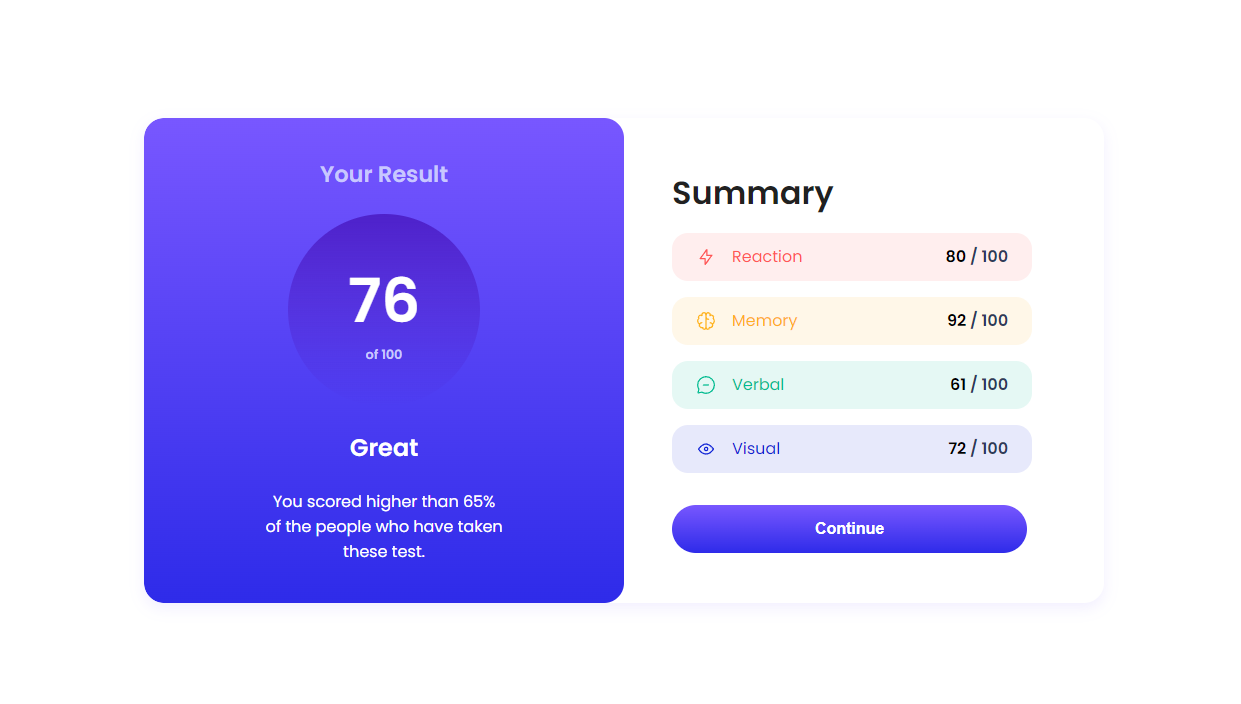 Your Result
76
of 100
Great
You scored higher than 65%
of the people who have taken
these test.
Summary
Reaction 80 / 100
Memory 92 / 100
Verbal 61 / 100
Visual 72 / 100
Continue